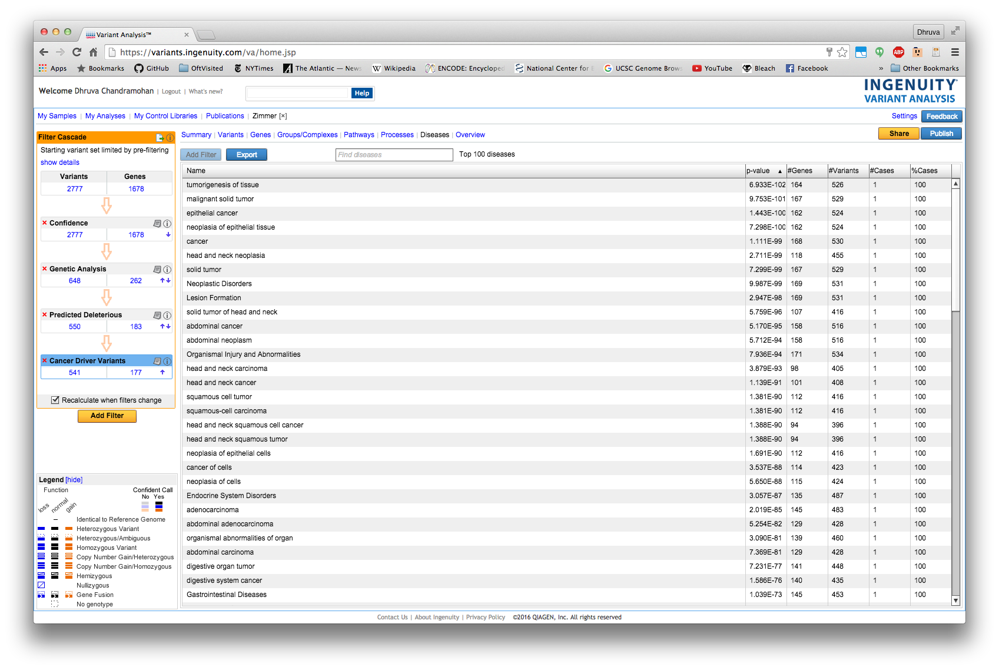 Variant Analysis™
Dhruva
https://variants.ingenuity.com/va/home.jsp
Apps Bookmarks GitHub OftVisited NYTimes The Atlantic — News Wikipedia ENCODE: Encycloped National Center for B UCSC Genome Brows YouTube Bleach Facebook » Other Bookmarks
Welcome Dhruva Chandramohan | Logout | What's new? Help
INGENUITY
VARIANT ANALYSIS
My Samples | My Analyses | My Control Libraries | Publications | Zimmer [×] Settings Feedback
Filter Cascade
Summary | Variants | Genes | Groups/Complexes | Pathways | Processes | Diseases | Overview Share Publish
Starting variant set limited by pre-filtering
show details
Variants Genes
2777 1678
Confidence
2777 1678
Genetic Analysis
648 262
Predicted Deleterious
550 183
Cancer Driver Variants
541 177
Recalculate when filters change
Add Filter
Add Filter Export Find diseases Top 100 diseases
Name p-value #Genes #Variants #Cases %Cases
tumorigenesis of tissue 6.933E-102 164 526 1 100
malignant solid tumor 9.753E-101 167 529 1 100
epithelial cancer 1.443E-100 162 524 1 100
neoplasia of epithelial tissue 7.298E-100 162 524 1 100
cancer 1.111E-99 168 530 1 100
head and neck neoplasia 2.711E-99 118 455 1 100
solid tumor 7.299E-99 167 529 1 100
Neoplastic Disorders 9.987E-99 169 531 1 100
Lesion Formation 2.947E-98 169 531 1 100
solid tumor of head and neck 5.759E-96 107 416 1 100
abdominal cancer 5.170E-95 158 516 1 100
abdominal neoplasm 5.712E-94 158 516 1 100
Organismal Injury and Abnormalities 7.936E-94 171 534 1 100
head and neck carcinoma 3.879E-93 98 405 1 100
head and neck cancer 1.139E-91 101 408 1 100
squamous cell tumor 1.381E-90 112 416 1 100
squamous-cell carcinoma 1.381E-90 112 416 1 100
head and neck squamous cell cancer 1.388E-90 94 396 1 100
head and neck squamous tumor 1.388E-90 94 396 1 100
neoplasia of epithelial cells 1.691E-90 112 416 1 100
cancer of cells 3.537E-88 114 423 1 100
neoplasia of cells 5.650E-88 115 424 1 100
Endocrine System Disorders 3.057E-87 135 487 1 100
adenocarcinoma 2.019E-85 145 483 1 100
abdominal adenocarcinoma 5.254E-82 129 428 1 100
organismal abnormalities of organ 3.090E-81 139 460 1 100
abdominal carcinoma 7.369E-81 129 428 1 100
digestive organ tumor 7.231E-77 141 448 1 100
digestive system cancer 1.586E-76 140 435 1 100
Gastrointestinal Diseases 1.039E-73 145 453 1 100
Legend [hide]
Function Confident Call
No Yes
loss normal gain
Identical to Reference Genome
Heterozygous Variant
Heterozygous/Ambiguous
Homozygous Variant
Copy Number Gain/Heterozygous
Copy Number Gain/Homozygous
Hemizygous
Nullizygous
Gene Fusion
No genotype
Contact Us | About Ingenuity | Privacy Policy ©2016 QIAGEN, Inc. All rights reserved